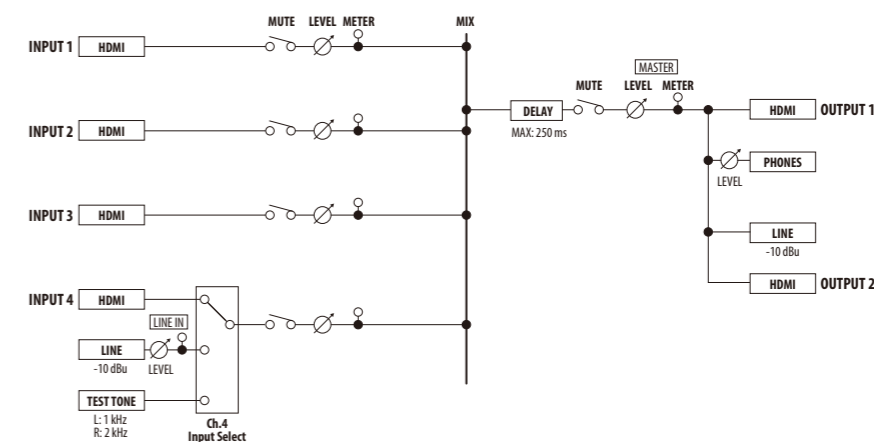 MUTE LEVEL METER MIX
INPUT 1 HDMI
MASTER
MUTE LEVEL METER
DELAY
MAX: 250 ms
HDMI OUTPUT 1
INPUT 2 HDMI
PHONES
LEVEL
INPUT 3 HDMI
LINE
-10 dBu
HDMI OUTPUT 2
INPUT 4 HDMI
LINE IN
LINE
-10 dBu LEVEL
TEST TONE
L: 1 kHz
R: 2 kHz
Ch.4
Input Select